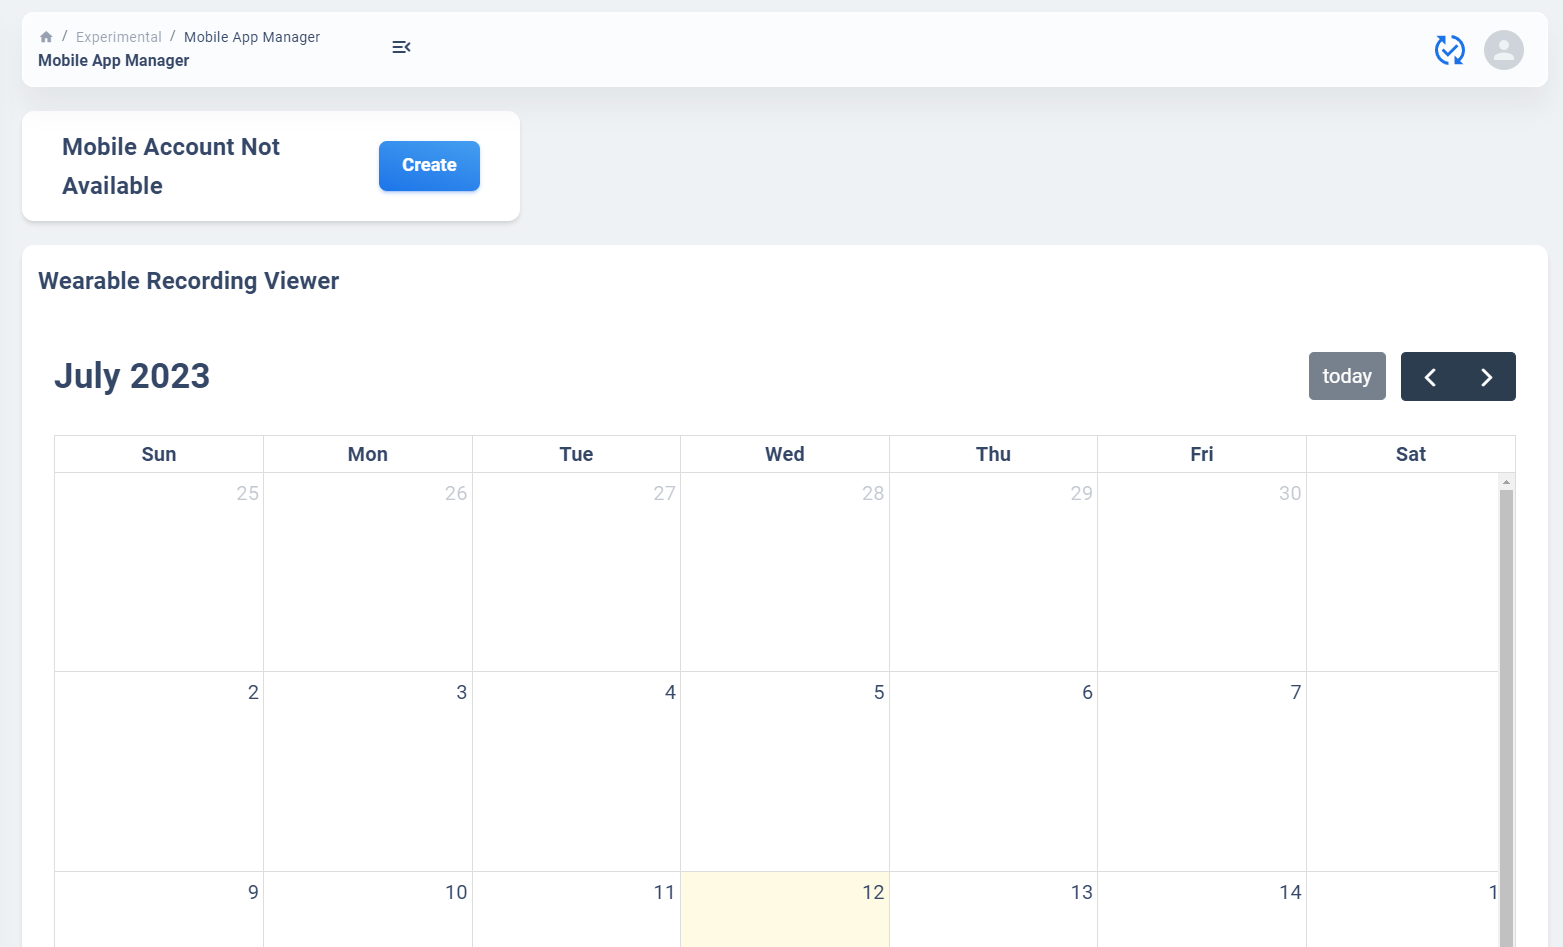 / Experimental / Mobile App Manager
Mobile App Manager
Mobile Account Not
Available
Create
Wearable Recording Viewer
July 2023
today
Sun Mon Tue Wed Thu Fri Sat
25 26 27 28 29 30
2 3 4 5 6 7
9 10 11 12 13 14 1